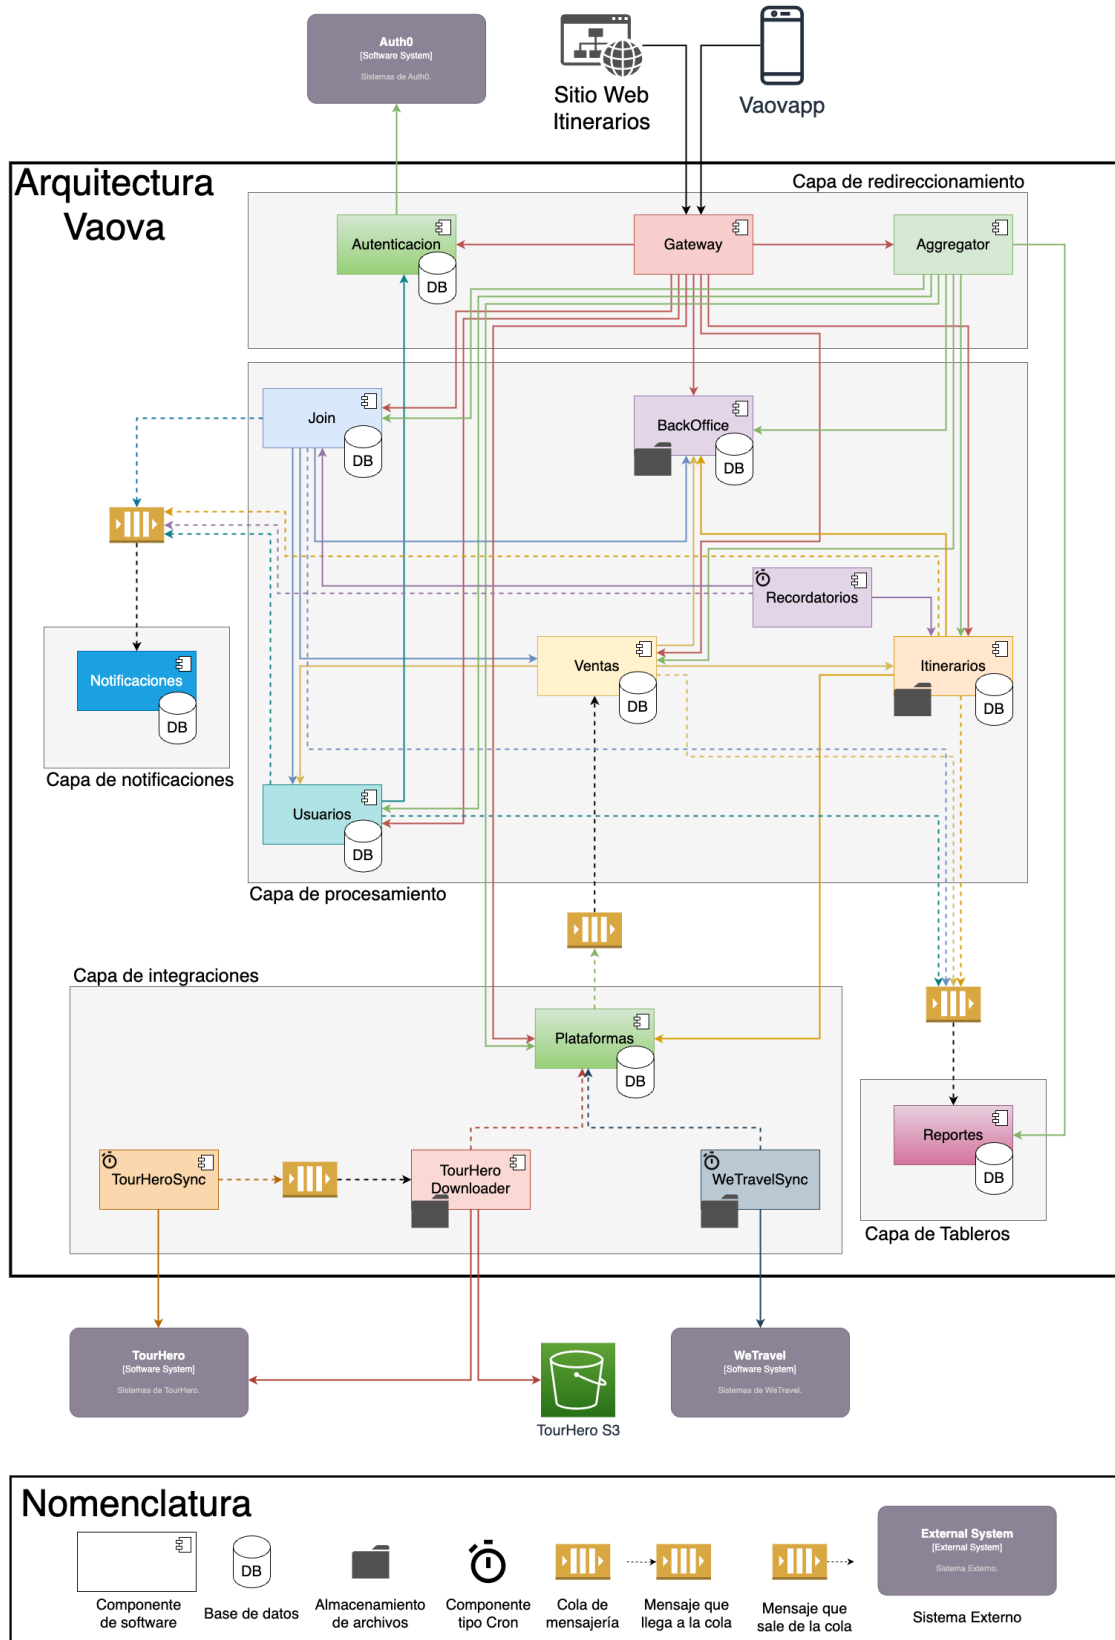 Auth0
[Software System]
Sistemas de Auth0.
Sitio Web
Itinerarios
Vaovapp
Arquitectura
Vaova
Capa de redireccionamiento
Autenticacion
DB
Gateway
Aggregator
Join
DB
BackOffice
DB
Recordatorios
Notificaciones
DB
Capa de notificaciones
Ventas
DB
Itinerarios
DB
Usuarios
DB
Capa de procesamiento
Capa de integraciones
Plataformas
DB
TourHeroSync
TourHero
Downloader
WeTravelSync
Reportes
DB
Capa de Tableros
TourHero
[Software System]
Sistemas de TourHero.
TourHero S3
WeTravel
[Software System]
Sistemas de WeTravel.
Nomenclatura
Componente
de software
DB
Base de datos
Almacenamiento
de archivos
Componente
tipo Cron
Cola de
mensajería
Mensaje que
llega a la cola
Mensaje que
sale de la cola
External System
[External System]
Sistema Externo.
Sistema Externo